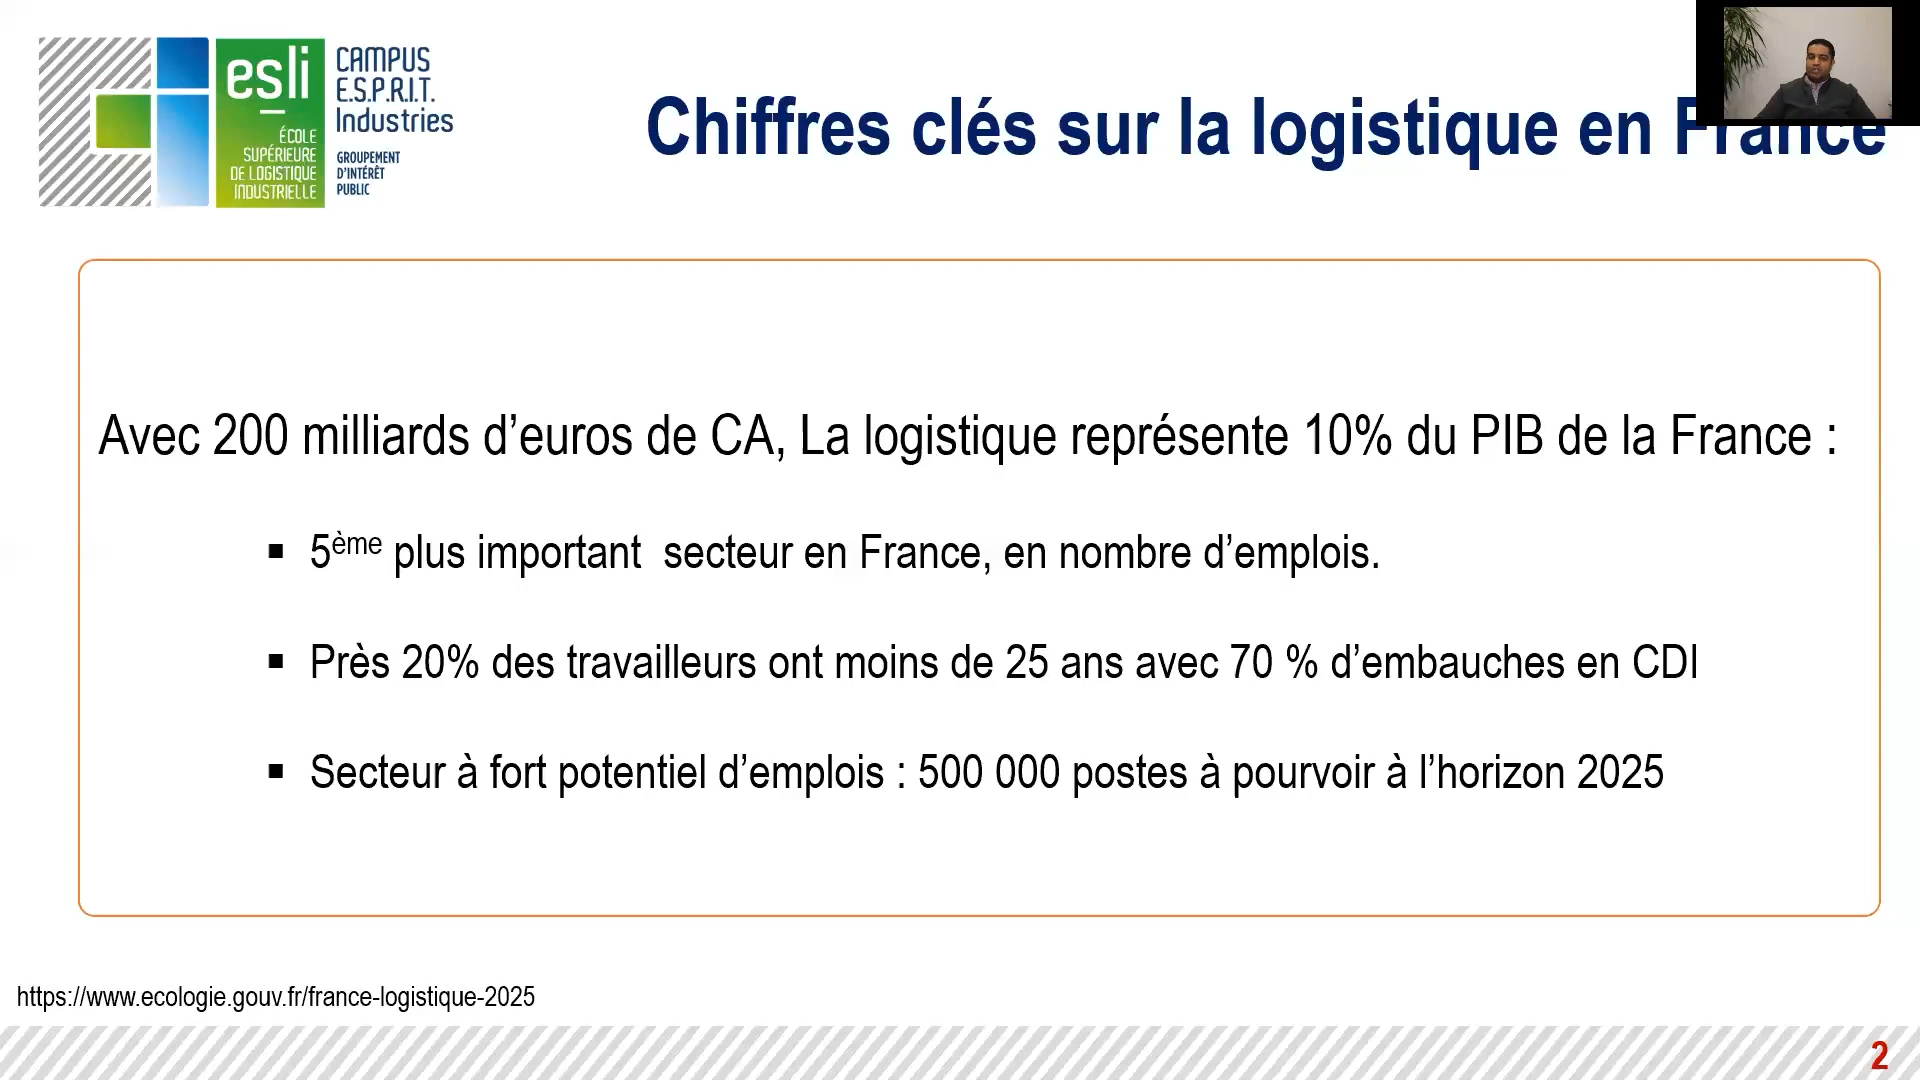 esli
ÉCOLE
SUPÉRIEURE
DE LOGISTIQUE
INDUSTRIELLE
CAMPUS
E.S.P.R.I.T.
Industries
GROUPEMENT
D'INTÉRÊT
PUBLIC
Chiffres clés sur la logistique en France
Avec 200 milliards d’euros de CA, La logistique représente 10% du PIB de la France :
▪ 5ème plus important  secteur en France, en nombre d’emplois.
▪ Près 20% des travailleurs ont moins de 25 ans avec 70 % d’embauches en CDI
▪ Secteur à fort potentiel d’emplois : 500 000 postes à pourvoir à l’horizon 2025
https://www.ecologie.gouv.fr/france-logistique-2025
2